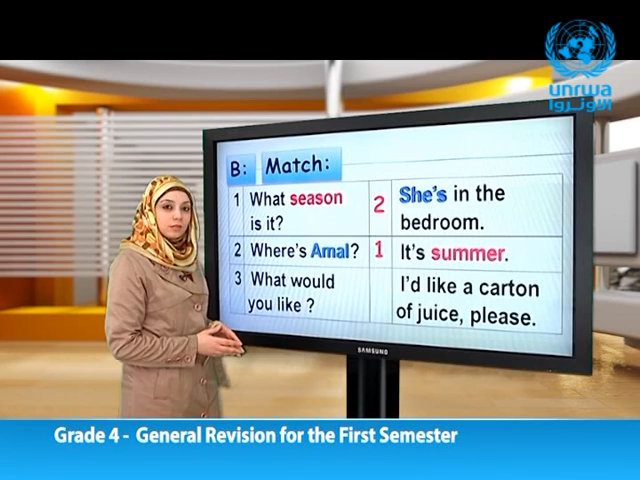 unrwa
الأونروا
B: Match:
1 What season is it? 2 She's in the bedroom.
2 Where's Amal? 1 It's summer.
3 What would you like ? I'd like a carton of juice, please.
SAMSUNG
Grade 4 - General Revision for the First Semester